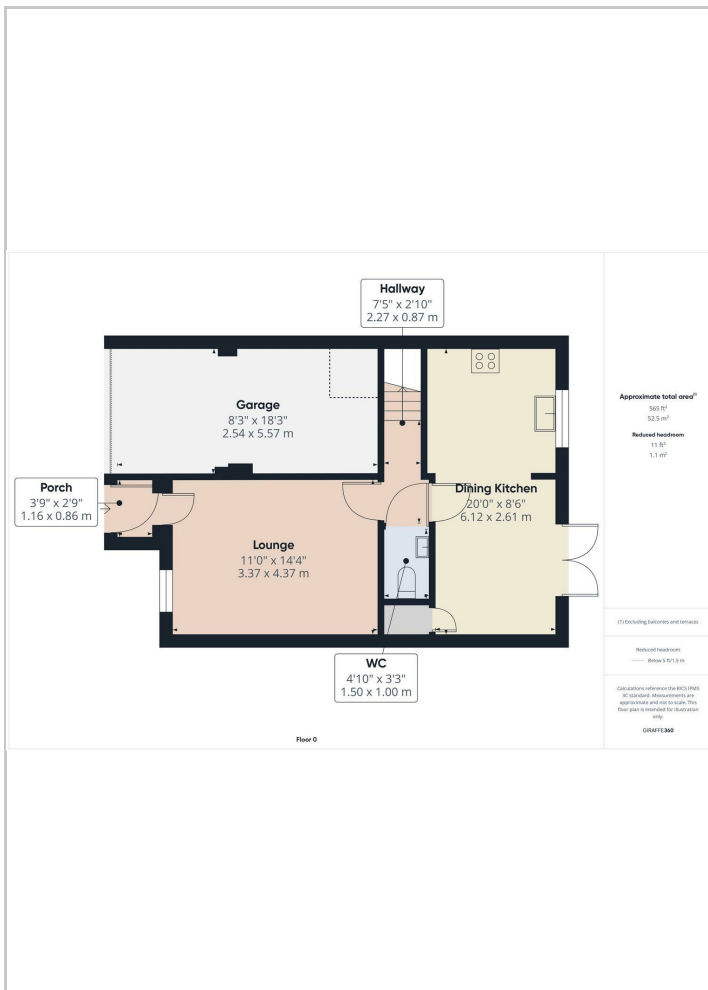 Hallway
7'5" x 2'10"
2.27 x 0.87 m
Garage
8'3" x 18'3"
2.54 x 5.57 m
Porch
3'9" x 2'9"
1.16 x 0.86 m
Dining Kitchen
20'0" x 8'6"
6.12 x 2.61 m
Lounge
11'0" x 14'4"
3.37 x 4.37 m
WC
4'10" x 3'3"
1.50 x 1.00 m
Floor 0
Approximate total area⁽¹⁾
565 ft²
52.5 m²
Reduced headroom
11 ft²
1.1 m²
(1) Excluding balconies and terraces
Reduced headroom
Below 5 ft/1.5 m
Calculations reference the RICS IPMS
3C standard. Measurements are
approximate and not to scale. This
floor plan is intended for illustration
only.
GIRAFFE360